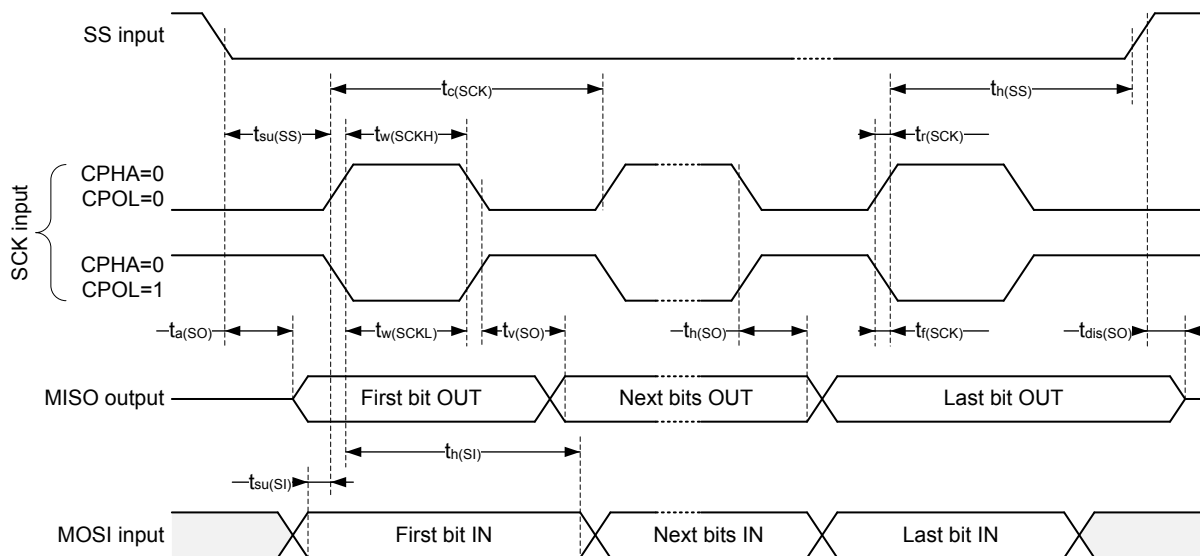 SS input
tc(SCK)
th(SS)
tsu(SS)
tw(SCKH)
tr(SCK)
SCK input
CPHA=0
CPOL=0
CPHA=0
CPOL=1
ta(SO)
tw(SCKL)
tv(SO)
th(SO)
tf(SCK)
tdis(SO)
MISO output
First bit OUT
Next bits OUT
Last bit OUT
th(SI)
tsu(SI)
MOSI input
First bit IN
Next bits IN
Last bit IN